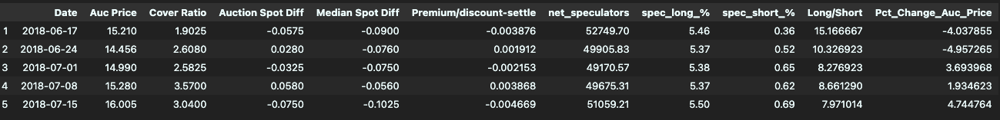 Date Auc Price Cover Ratio Auction Spot Diff Median Spot Diff Premium/discount-settle net_speculators spec_long_% spec_short_% Long/Short Pct_Change_Auc_Price
1 2018-06-17 15.210 1.9025 -0.0575 -0.0900 -0.003876 52749.70 5.46 0.36 15.166667 -4.037855
2 2018-06-24 14.456 2.6080 0.0280 -0.0760 0.001912 49905.83 5.37 0.52 10.326923 -4.957265
3 2018-07-01 14.990 2.5825 -0.0325 -0.0750 -0.002153 49170.57 5.38 0.65 8.276923 3.693968
4 2018-07-08 15.280 3.5700 0.0580 -0.0560 0.003868 49675.31 5.37 0.62 8.661290 1.934623
5 2018-07-15 16.005 3.0400 -0.0750 -0.1025 -0.004669 51059.21 5.50 0.69 7.971014 4.744764